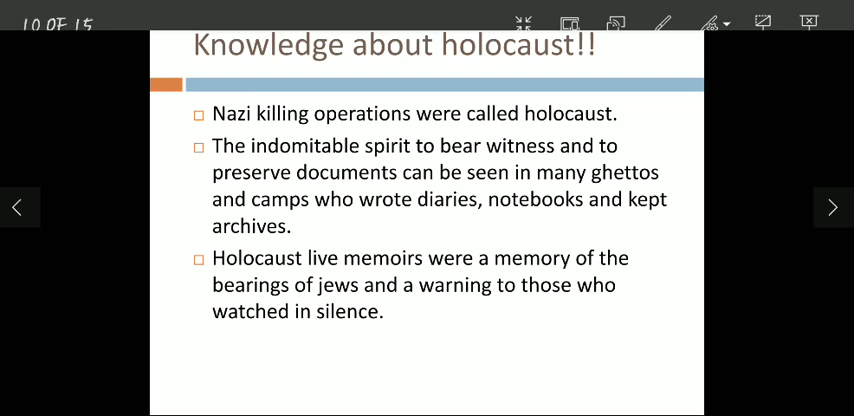 10 OF 15
Knowledge about holocaust!!
Nazi killing operations were called holocaust.
The indomitable spirit to bear witness and to
preserve documents can be seen in many ghettos
and camps who wrote diaries, notebooks and kept
archives.
Holocaust live memoirs were a memory of the
bearings of jews and a warning to those who
watched in silence.